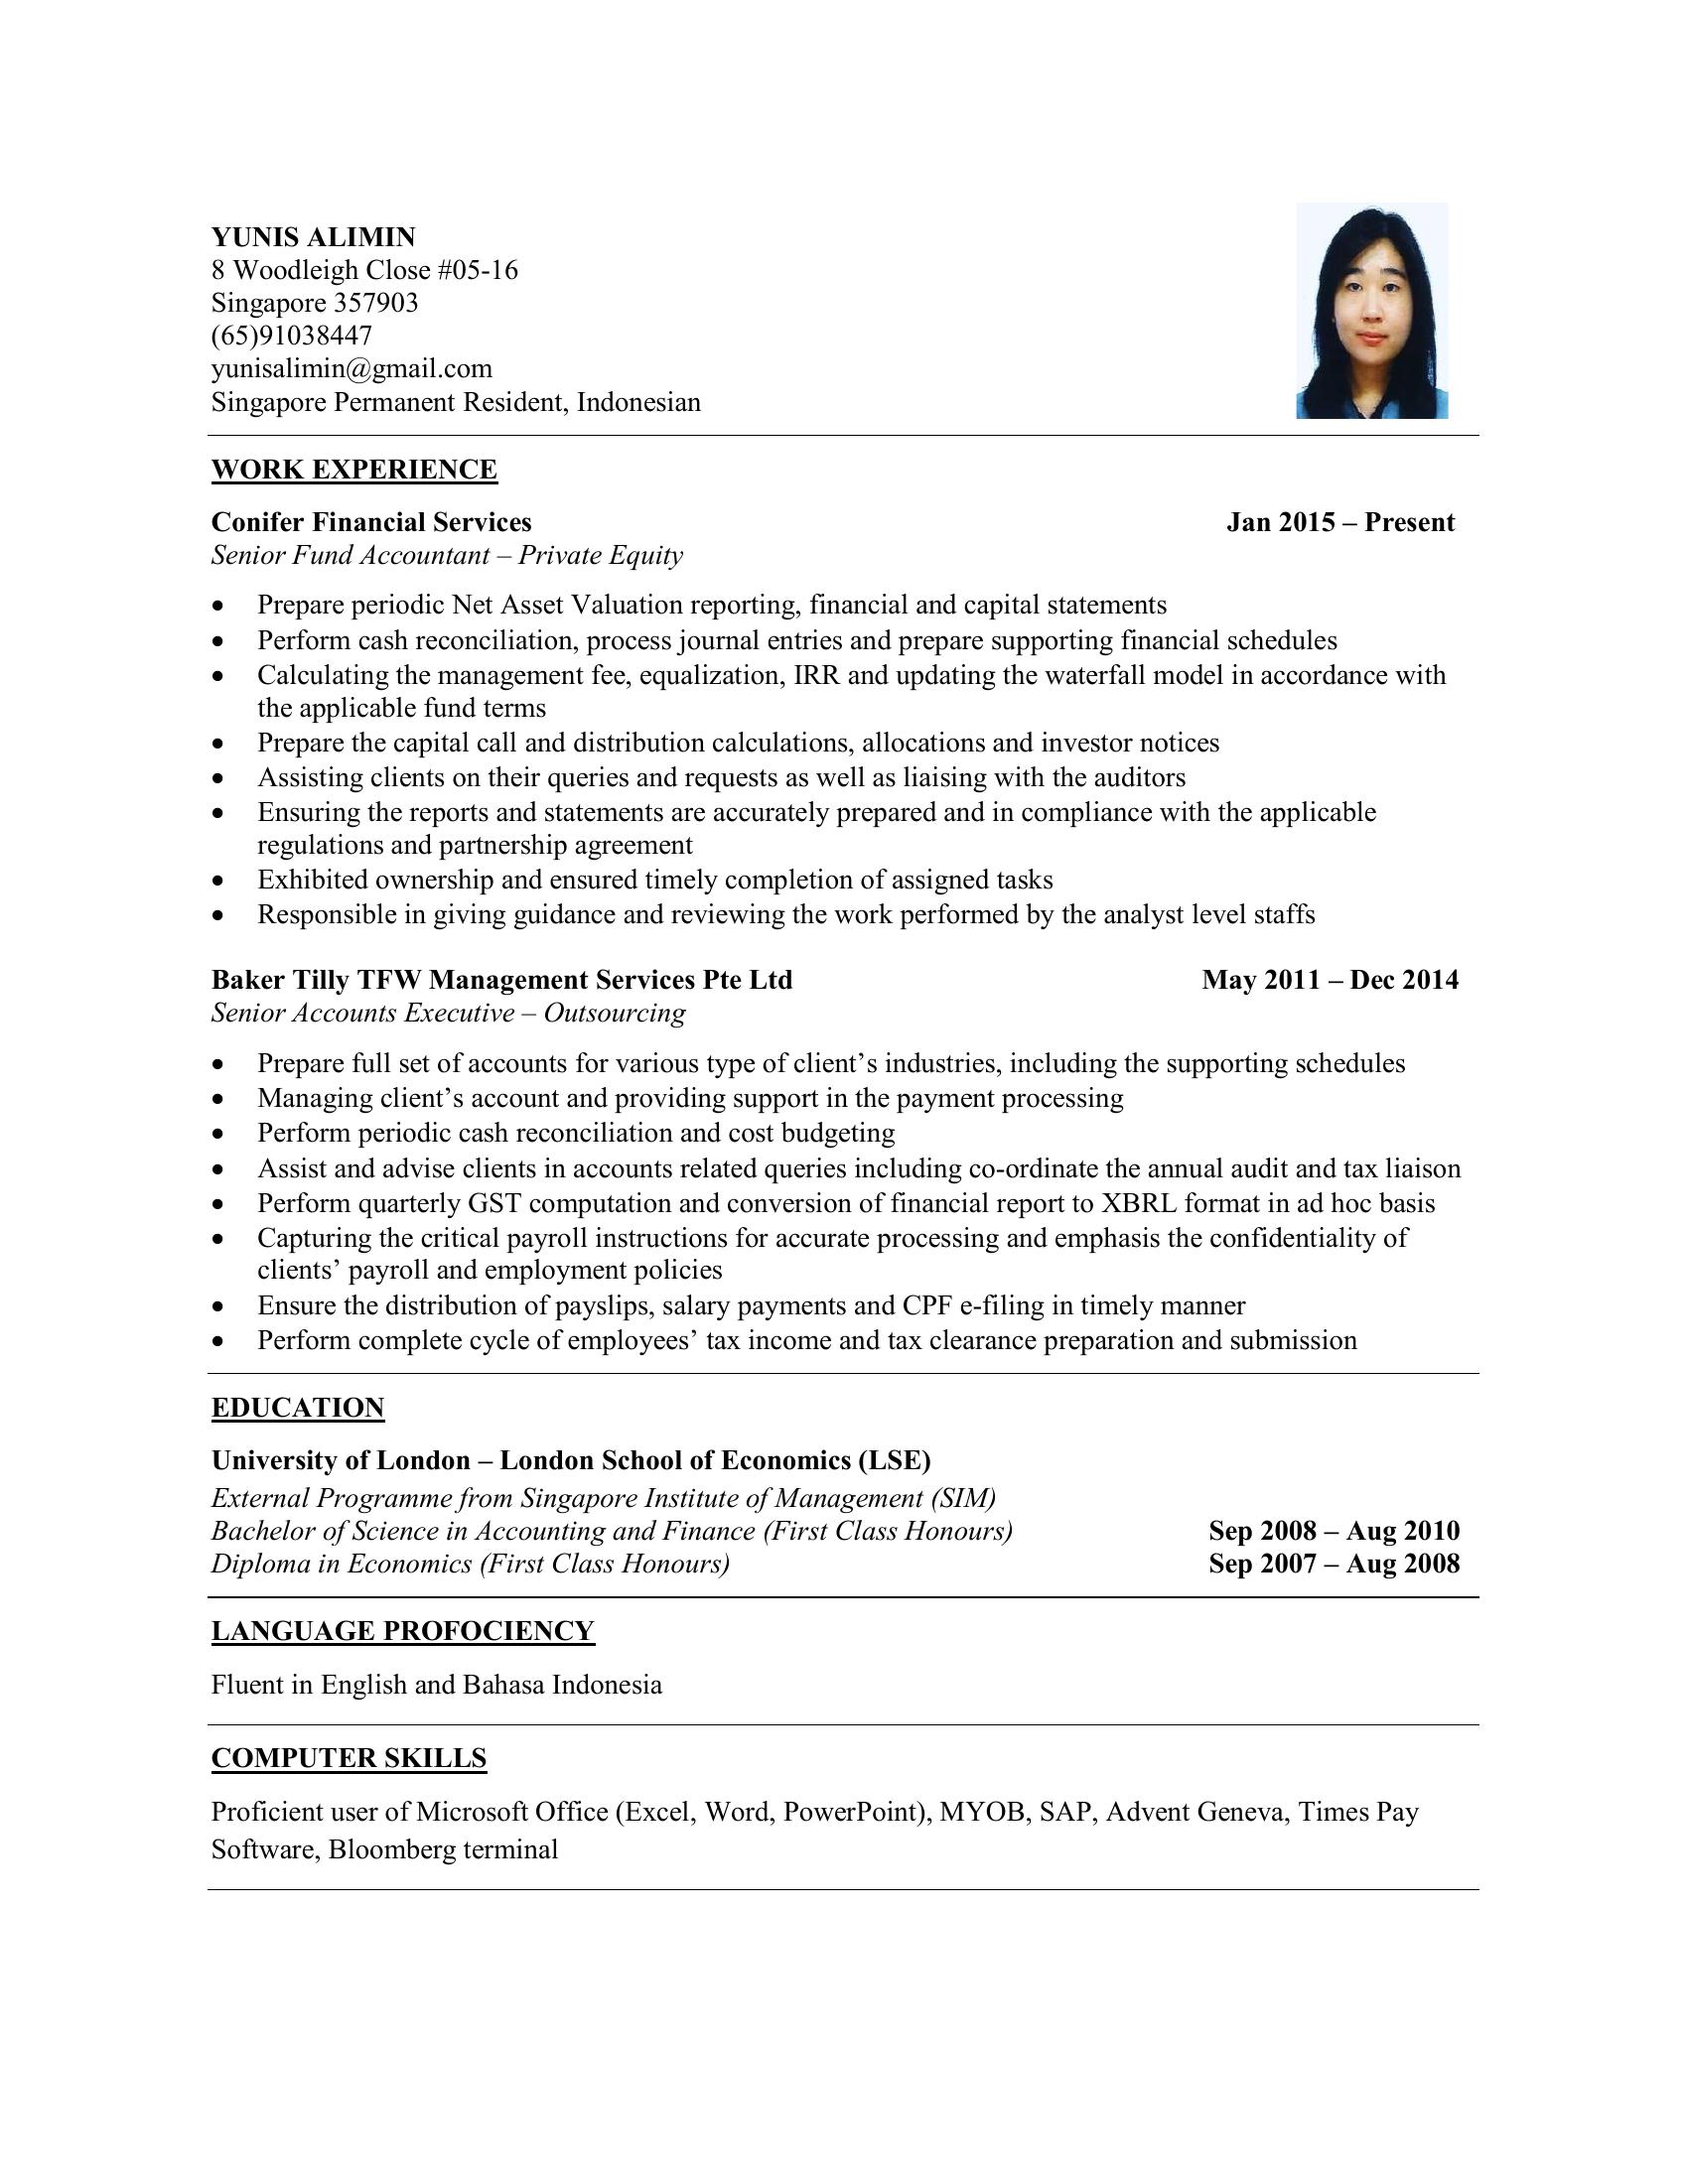 YUNIS ALIMIN
8 Woodleigh Close #05-16
Singapore 357903
(65)91038447
yunisalimin@gmail.com
Singapore Permanent Resident, Indonesian
WORK EXPERIENCE
Conifer Financial Services Jan 2015 – Present
Senior Fund Accountant – Private Equity
• Prepare periodic Net Asset Valuation reporting, financial and capital statements
• Perform cash reconciliation, process journal entries and prepare supporting financial schedules
• Calculating the management fee, equalization, IRR and updating the waterfall model in accordance with
the applicable fund terms
• Prepare the capital call and distribution calculations, allocations and investor notices
• Assisting clients on their queries and requests as well as liaising with the auditors
• Ensuring the reports and statements are accurately prepared and in compliance with the applicable
regulations and partnership agreement
• Exhibited ownership and ensured timely completion of assigned tasks
• Responsible in giving guidance and reviewing the work performed by the analyst level staffs
Baker Tilly TFW Management Services Pte Ltd May 2011 – Dec 2014
Senior Accounts Executive – Outsourcing
• Prepare full set of accounts for various type of client’s industries, including the supporting schedules
• Managing client’s account and providing support in the payment processing
• Perform periodic cash reconciliation and cost budgeting
• Assist and advise clients in accounts related queries including co-ordinate the annual audit and tax liaison
• Perform quarterly GST computation and conversion of financial report to XBRL format in ad hoc basis
• Capturing the critical payroll instructions for accurate processing and emphasis the confidentiality of
clients’ payroll and employment policies
• Ensure the distribution of payslips, salary payments and CPF e-filing in timely manner
• Perform complete cycle of employees’ tax income and tax clearance preparation and submission
EDUCATION
University of London – London School of Economics (LSE)
External Programme from Singapore Institute of Management (SIM)
Bachelor of Science in Accounting and Finance (First Class Honours) Sep 2008 – Aug 2010
Diploma in Economics (First Class Honours) Sep 2007 – Aug 2008
LANGUAGE PROFOCIENCY
Fluent in English and Bahasa Indonesia
COMPUTER SKILLS
Proficient user of Microsoft Office (Excel, Word, PowerPoint), MYOB, SAP, Advent Geneva, Times Pay
Software, Bloomberg terminal